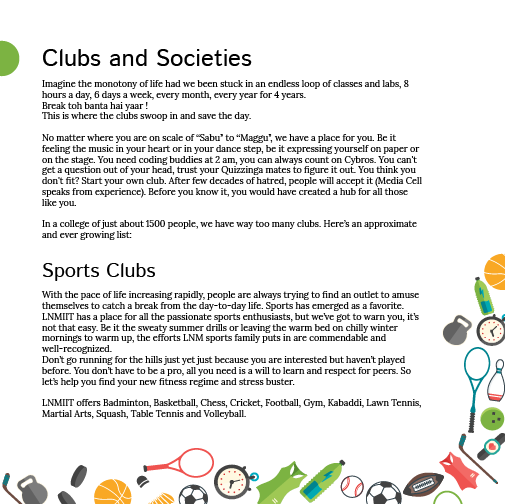 Clubs and Societies
Imagine the monotony of life had we been stuck in an endless loop of classes and labs, 8
hours a day, 6 days a week, every month, every year for 4 years.
Break toh banta hai yaar !
This is where the clubs swoop in and save the day.
No matter where you are on scale of “Sabu” to “Maggu”, we have a place for you. Be it
feeling the music in your heart or in your dance step, be it expressing yourself on paper or
on the stage. You need coding buddies at 2 am, you can always count on Cybros. You can't
get a question out of your head, trust your Quizzinga mates to figure it out. You think you
don't fit? Start your own club. After few decades of hatred, people will accept it (Media Cell
speaks from experience). Before you know it, you would have created a hub for all those
like you.
In a college of just about 1500 people, we have way too many clubs. Here's an approximate
and ever growing list:
Sports Clubs
With the pace of life increasing rapidly, people are always trying to find an outlet to amuse
themselves to catch a break from the day-to-day life. Sports has emerged as a favorite.
LNMIIT has a place for all the passionate sports enthusiasts, but we've got to warn you, it's
not that easy. Be it the sweaty summer drills or leaving the warm bed on chilly winter
mornings to warm up, the efforts LNM sports family puts in are commendable and
well-recognized.
Don't go running for the hills just yet just because you are interested but haven't played
before. You don't have to be a pro, all you need is a will to learn and respect for peers. So
let's help you find your new fitness regime and stress buster.
LNMIIT offers Badminton, Basketball, Chess, Cricket, Football, Gym, Kabaddi, Lawn Tennis,
Martial Arts, Squash, Table Tennis and Volleyball.